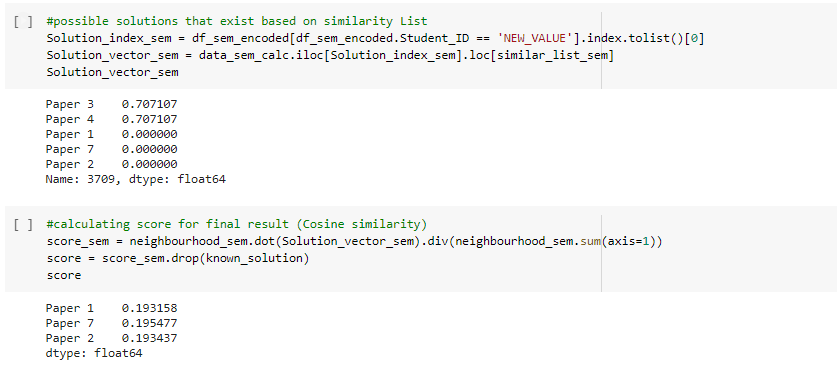 [ ] #possible solutions that exist based on similarity List
Solution_index_sem = df_sem_encoded[df_sem_encoded.Student_ID == 'NEW_VALUE'].index.tolist()[0]
Solution_vector_sem = data_sem_calc.iloc[Solution_index_sem].loc[similar_list_sem]
Solution_vector_sem
Paper 3    0.707107
Paper 4    0.707107
Paper 1    0.000000
Paper 7    0.000000
Paper 2    0.000000
Name: 3709, dtype: float64
[ ] #calculating score for final result (Cosine similarity)
score_sem = neighbourhood_sem.dot(Solution_vector_sem).div(neighbourhood_sem.sum(axis=1))
score = score_sem.drop(known_solution)
score
Paper 1    0.193158
Paper 7    0.195477
Paper 2    0.193437
dtype: float64